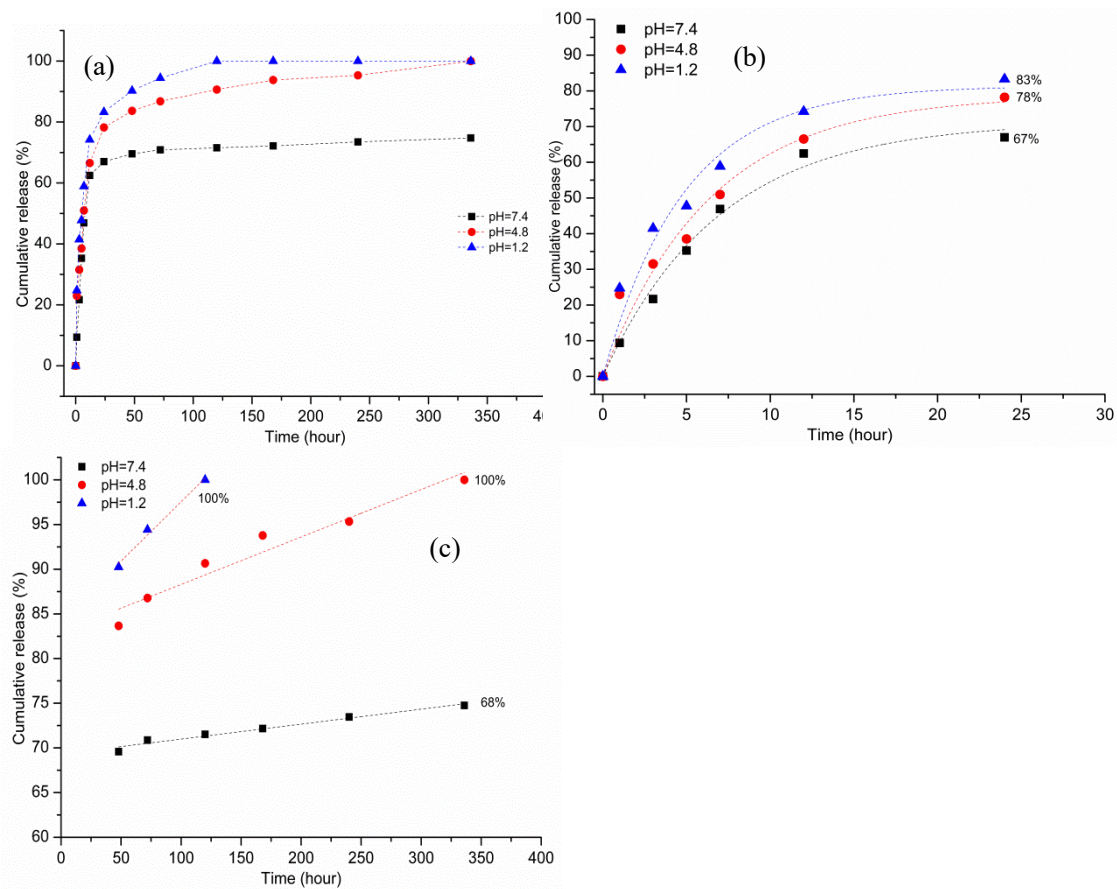 (a)
100
80
60
40
20
0
Cumulative release (%)
pH=7.4
pH=4.8
pH=1.2
0 50 100 150 200 250 300 350
Time (hour)
(b)
pH=7.4
pH=4.8
pH=1.2
100
90
80
70
60
50
40
30
20
10
0
Cumulative release (%)
83%
78%
67%
0 5 10 15 20 25 30
Time (hour)
(c)
pH=7.4
pH=4.8
pH=1.2
100
95
90
85
80
75
70
65
60
Cumulative release (%)
100%
100%
68%
0 50 100 150 200 250 300 350 400
Time (hour)